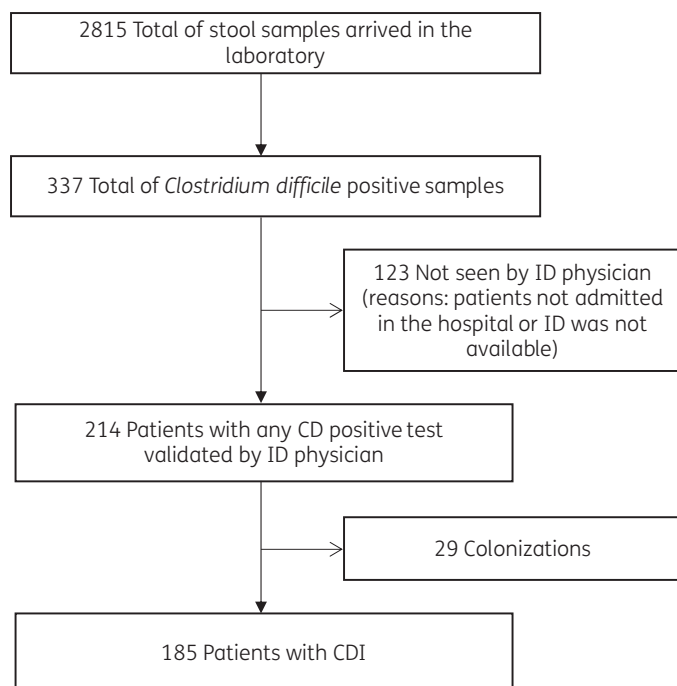 2815 Total of stool samples arrived in the
laboratory
337 Total of Clostridium difficile positive samples
123 Not seen by ID physician
(reasons: patients not admitted
in the hospital or ID was not
available)
214 Patients with any CD positive test
validated by ID physician
29 Colonizations
185 Patients with CDI